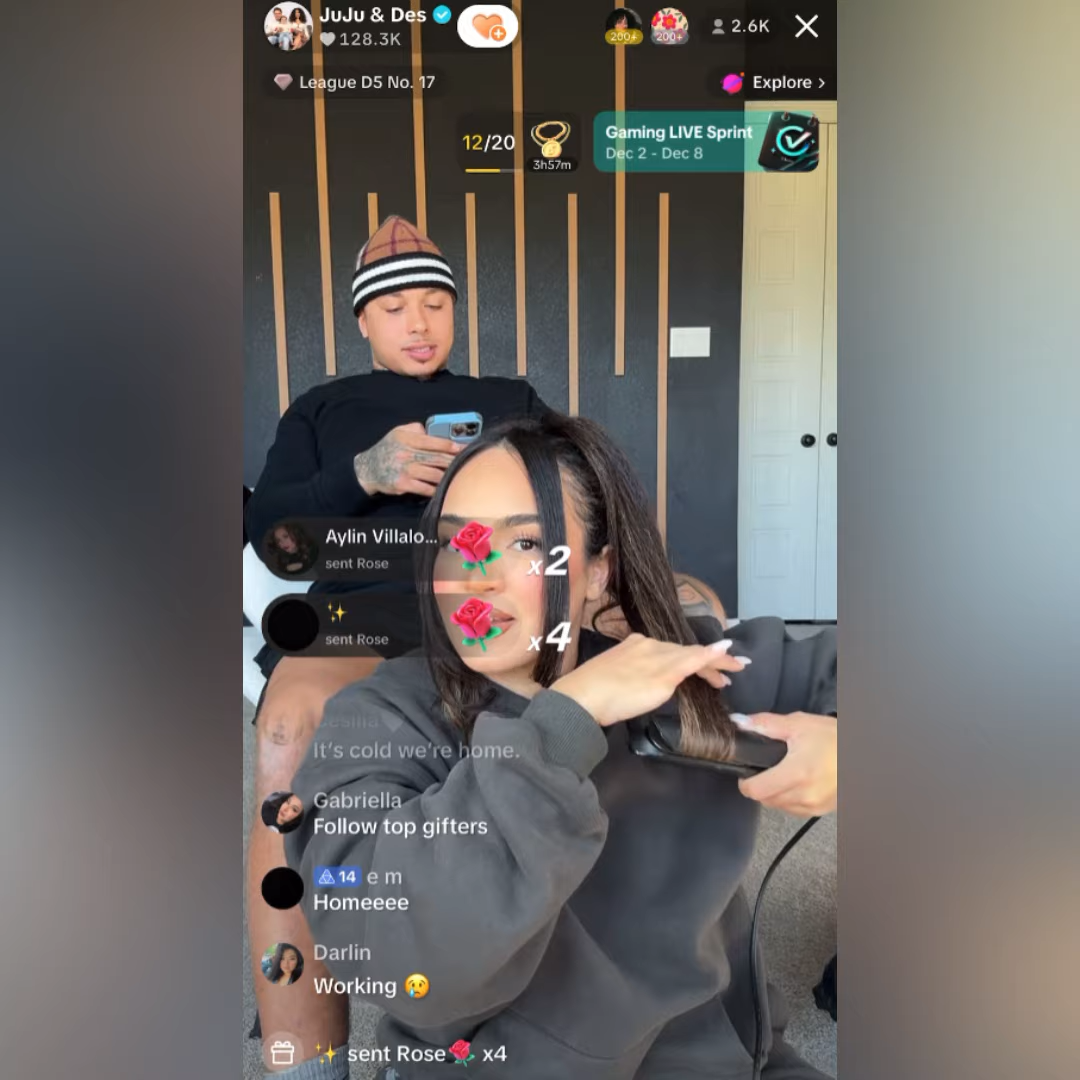 JuJu & Des
128.3K
200+
200+
2.6K
League D5 No. 17
Explore >
12/20
3h57m
Gaming LIVE Sprint
Dec 2 - Dec 8
Aylin Villalo...
sent Rose
x2
sent Rose
x4
Cesilia
It's cold we're home.
Gabriella
Follow top gifters
14 e m
Homeeee
Darlin
Working 😢
✨ sent Rose x4